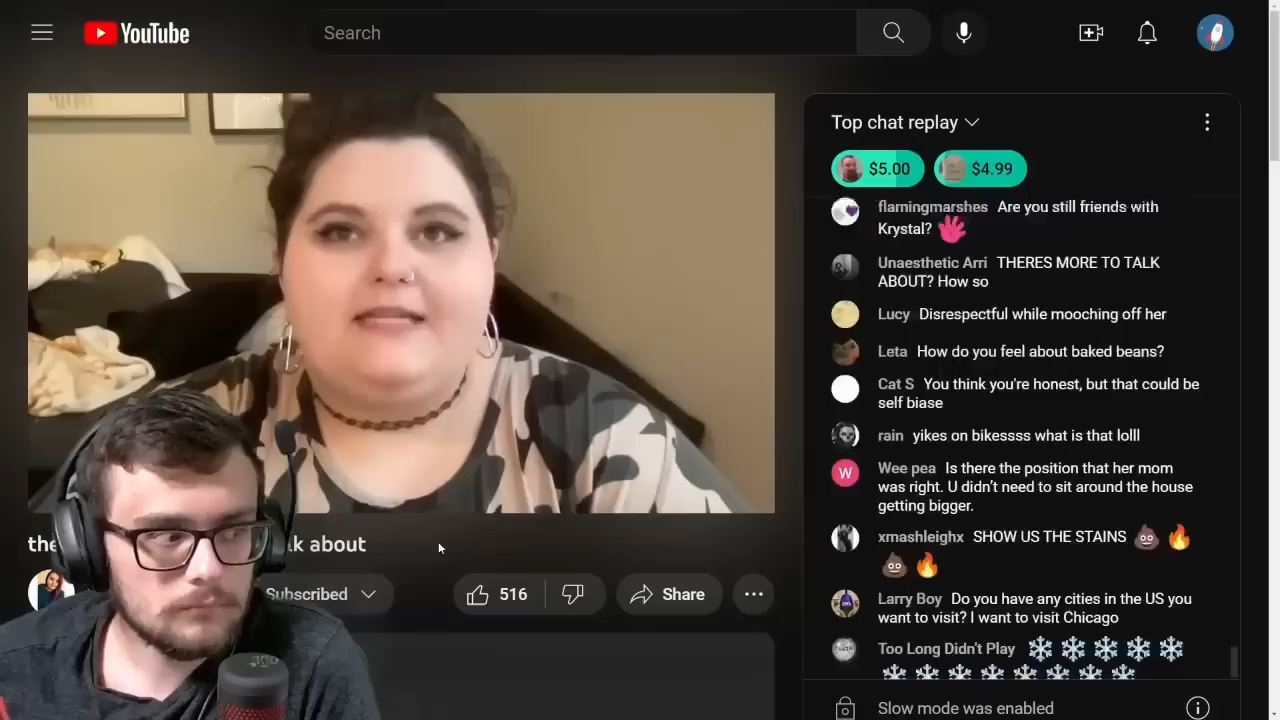 YouTube
Search
Top chat replay
$5.00
$4.99
flamingmarshes Are you still friends with
Krystal?
Unaesthetic Arri THERES MORE TO TALK
ABOUT? How so
Lucy Disrespectful while mooching off her
Leta How do you feel about baked beans?
Cat S You think you're honest, but that could be
self biase
rain yikes on bikessss what is that lolll
W
Wee pea Is there the position that her mom
was right. U didn't need to sit around the house
getting bigger.
xmashleighx SHOW US THE STAINS
Larry Boy Do you have any cities in the US you
want to visit? I want to visit Chicago
Too Long Didn't Play
Slow mode was enabled
about
Subscribed
516
Share